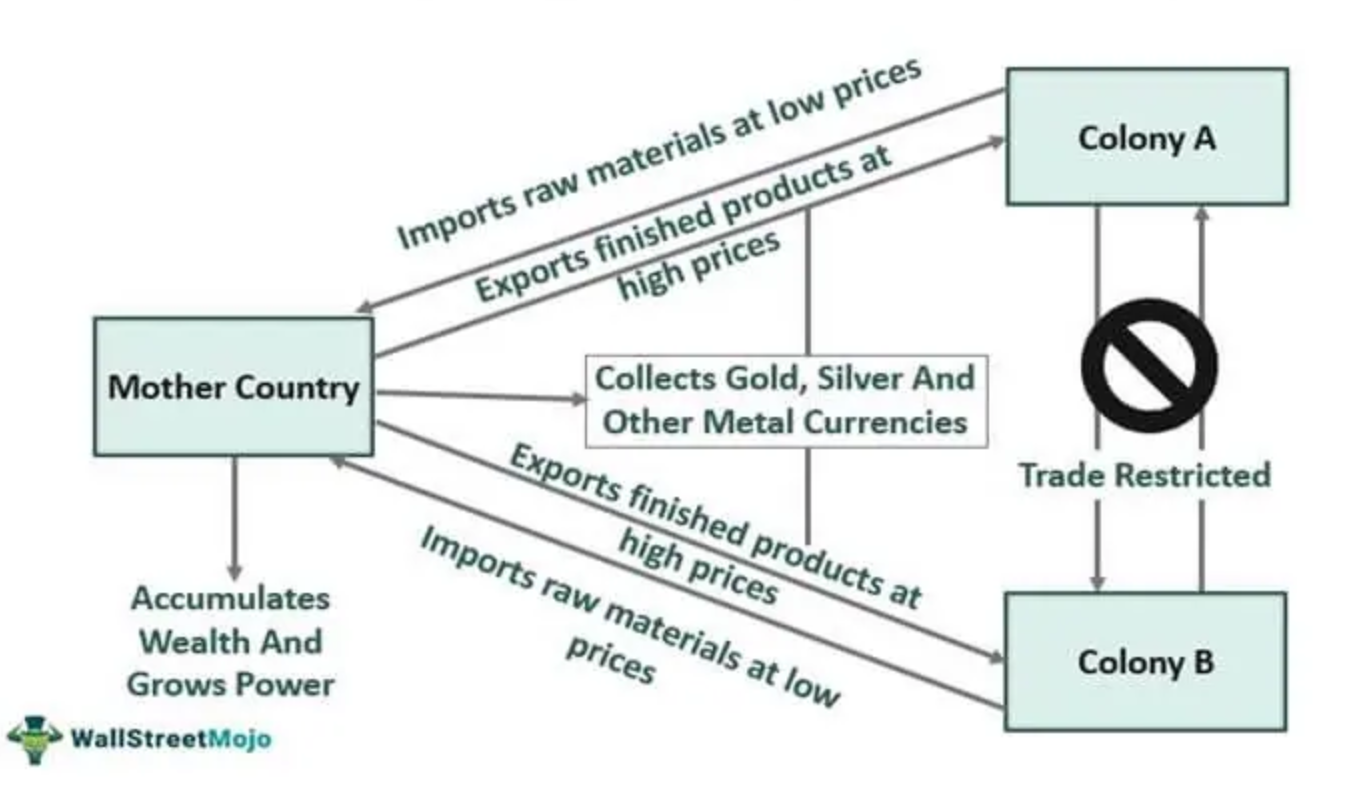 Imports raw materials at low prices
Exports finished products at
high prices
Colony A
Mother Country
Collects Gold, Silver And
Other Metal Currencies
Trade Restricted
Exports finished products at
high prices
Imports raw materials at low
prices
Colony B
Accumulates
Wealth And
Grows Power
WallStreetMojo